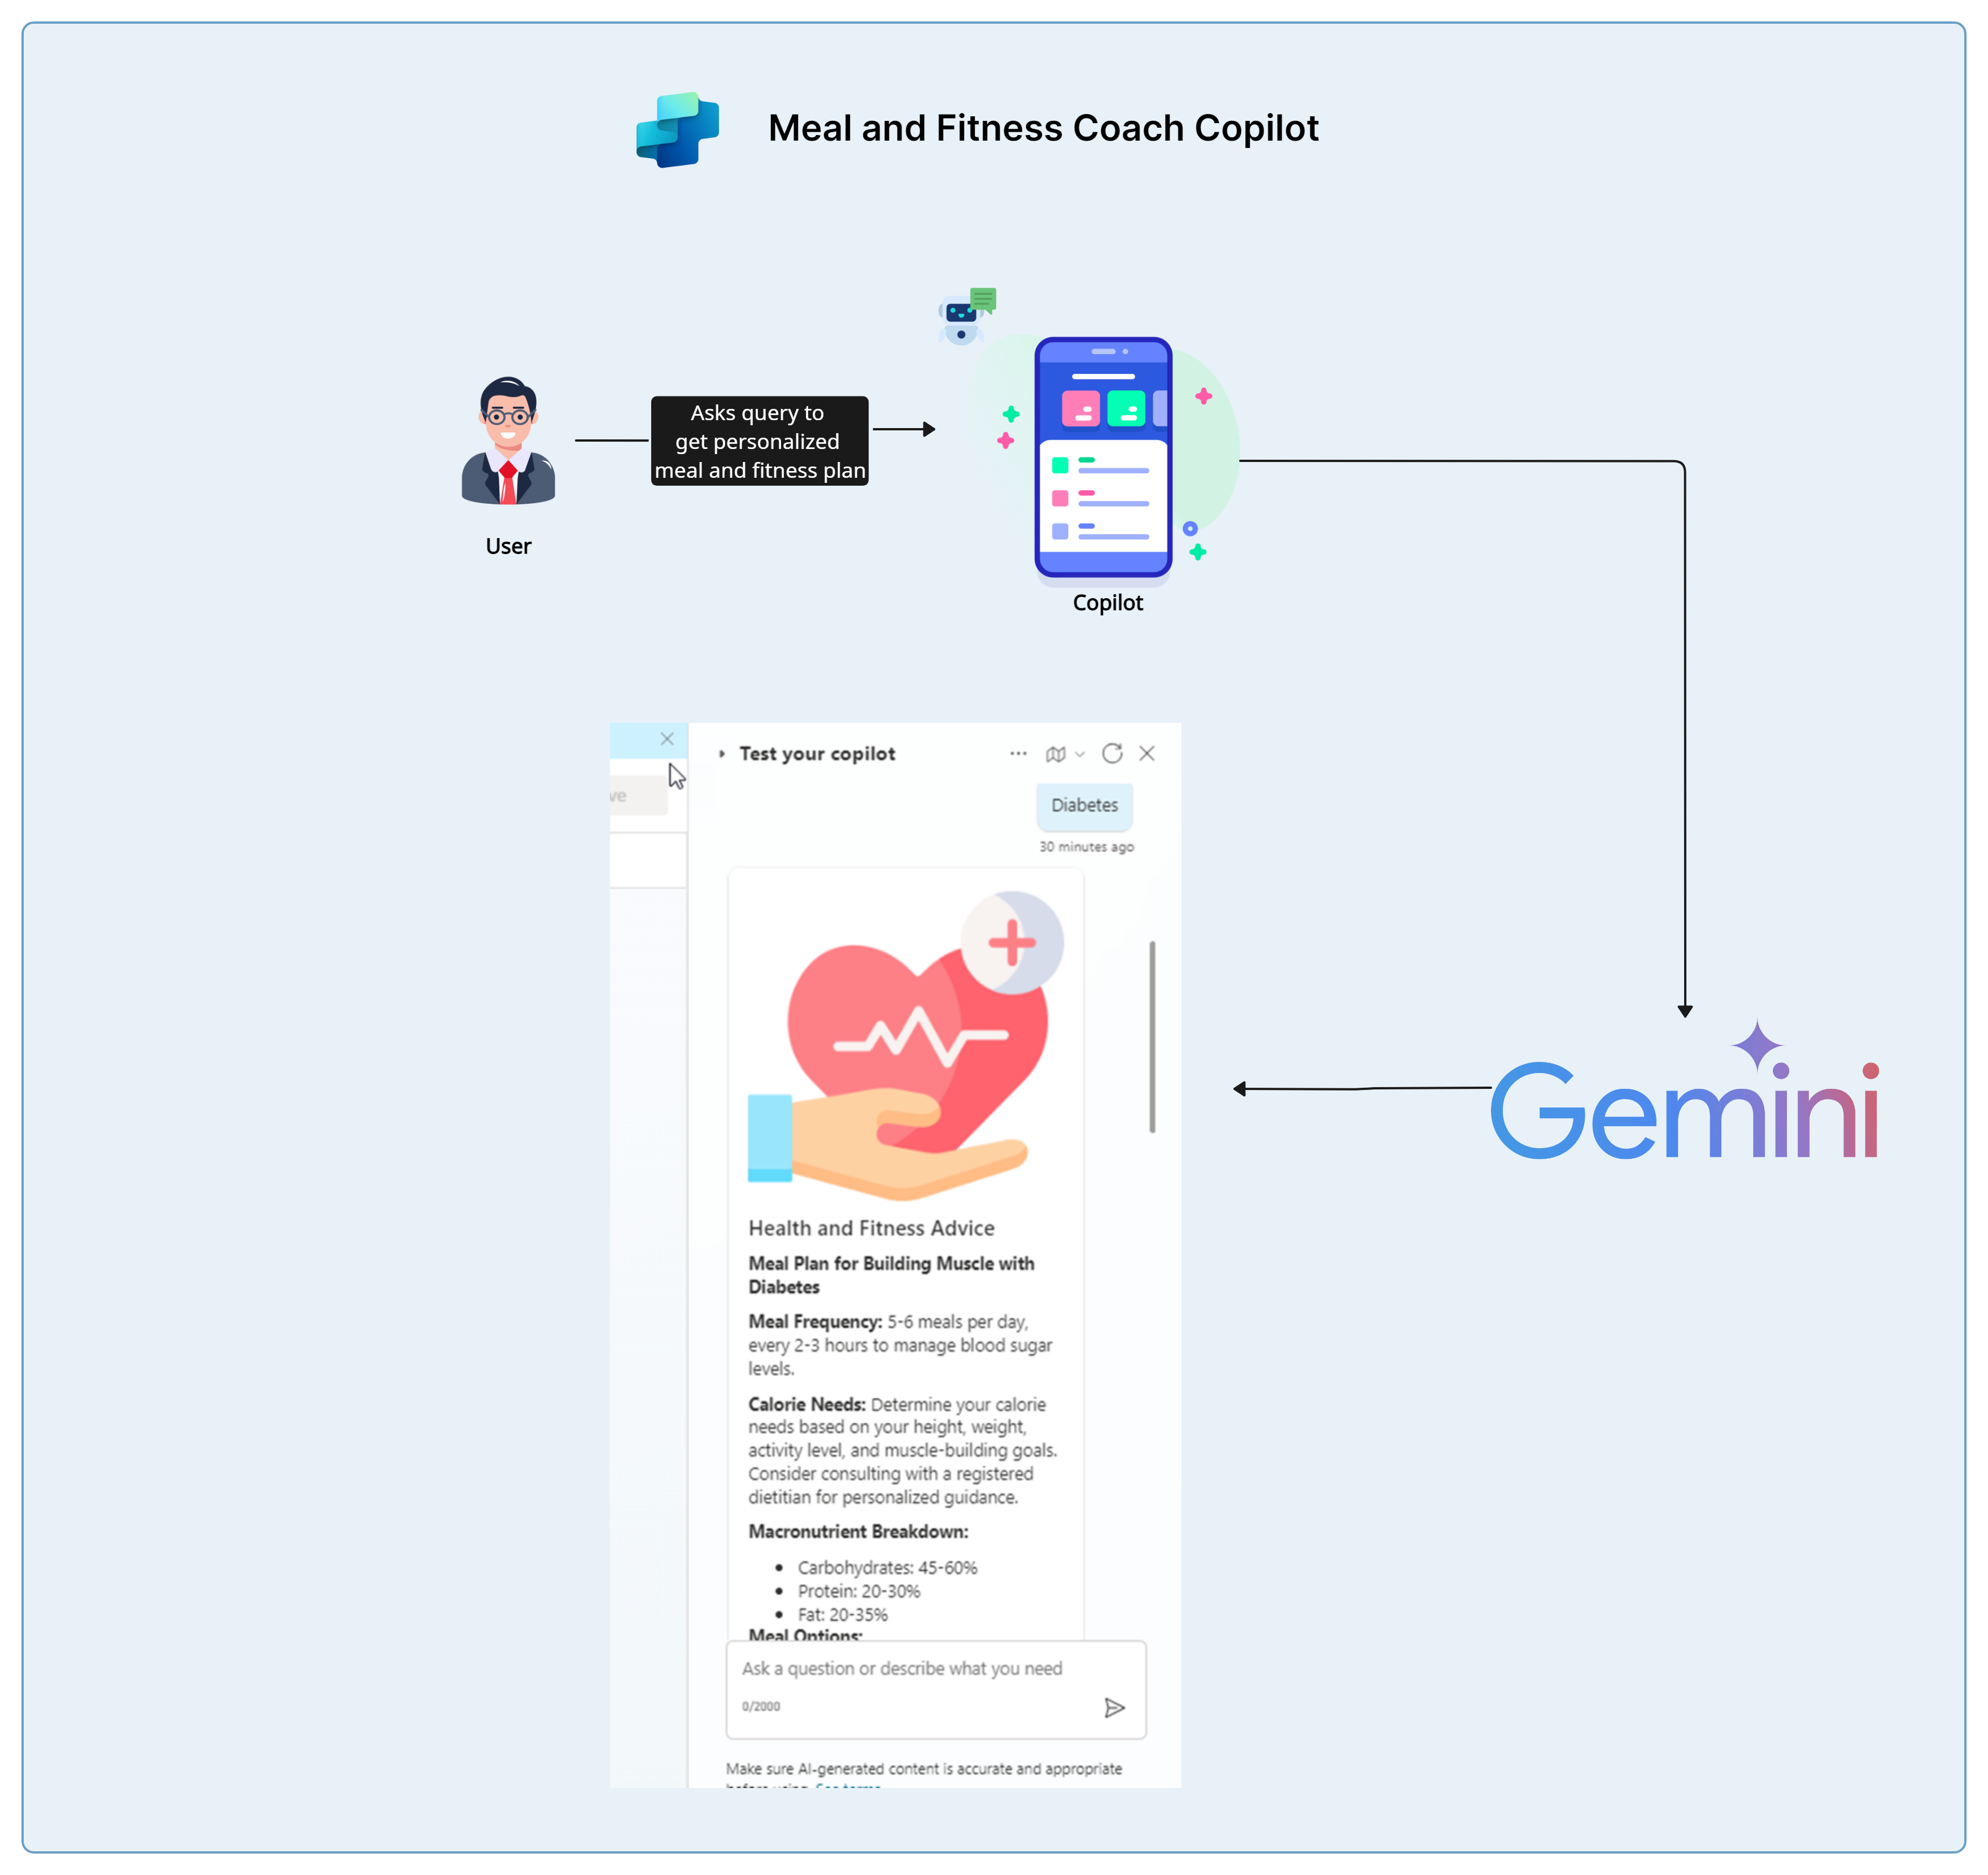 Meal and Fitness Coach Copilot
Asks query to
get personalized
meal and fitness plan
User
Copilot
Test your copilot
ve
Diabetes
30 minutes ago
Gemini
Health and Fitness Advice
Meal Plan for Building Muscle with
Diabetes
Meal Frequency: 5-6 meals per day,
every 2-3 hours to manage blood sugar
levels.
Calorie Needs: Determine your calorie
needs based on your height, weight,
activity level, and muscle-building goals.
Consider consulting with a registered
dietitian for personalized guidance.
Macronutrient Breakdown:
• Carbohydrates: 45-60%
• Protein: 20-30%
• Fat: 20-35%
Meal Options:
Ask a question or describe what you need
0/2000
Make sure AI-generated content is accurate and appropriate
before using. See terms